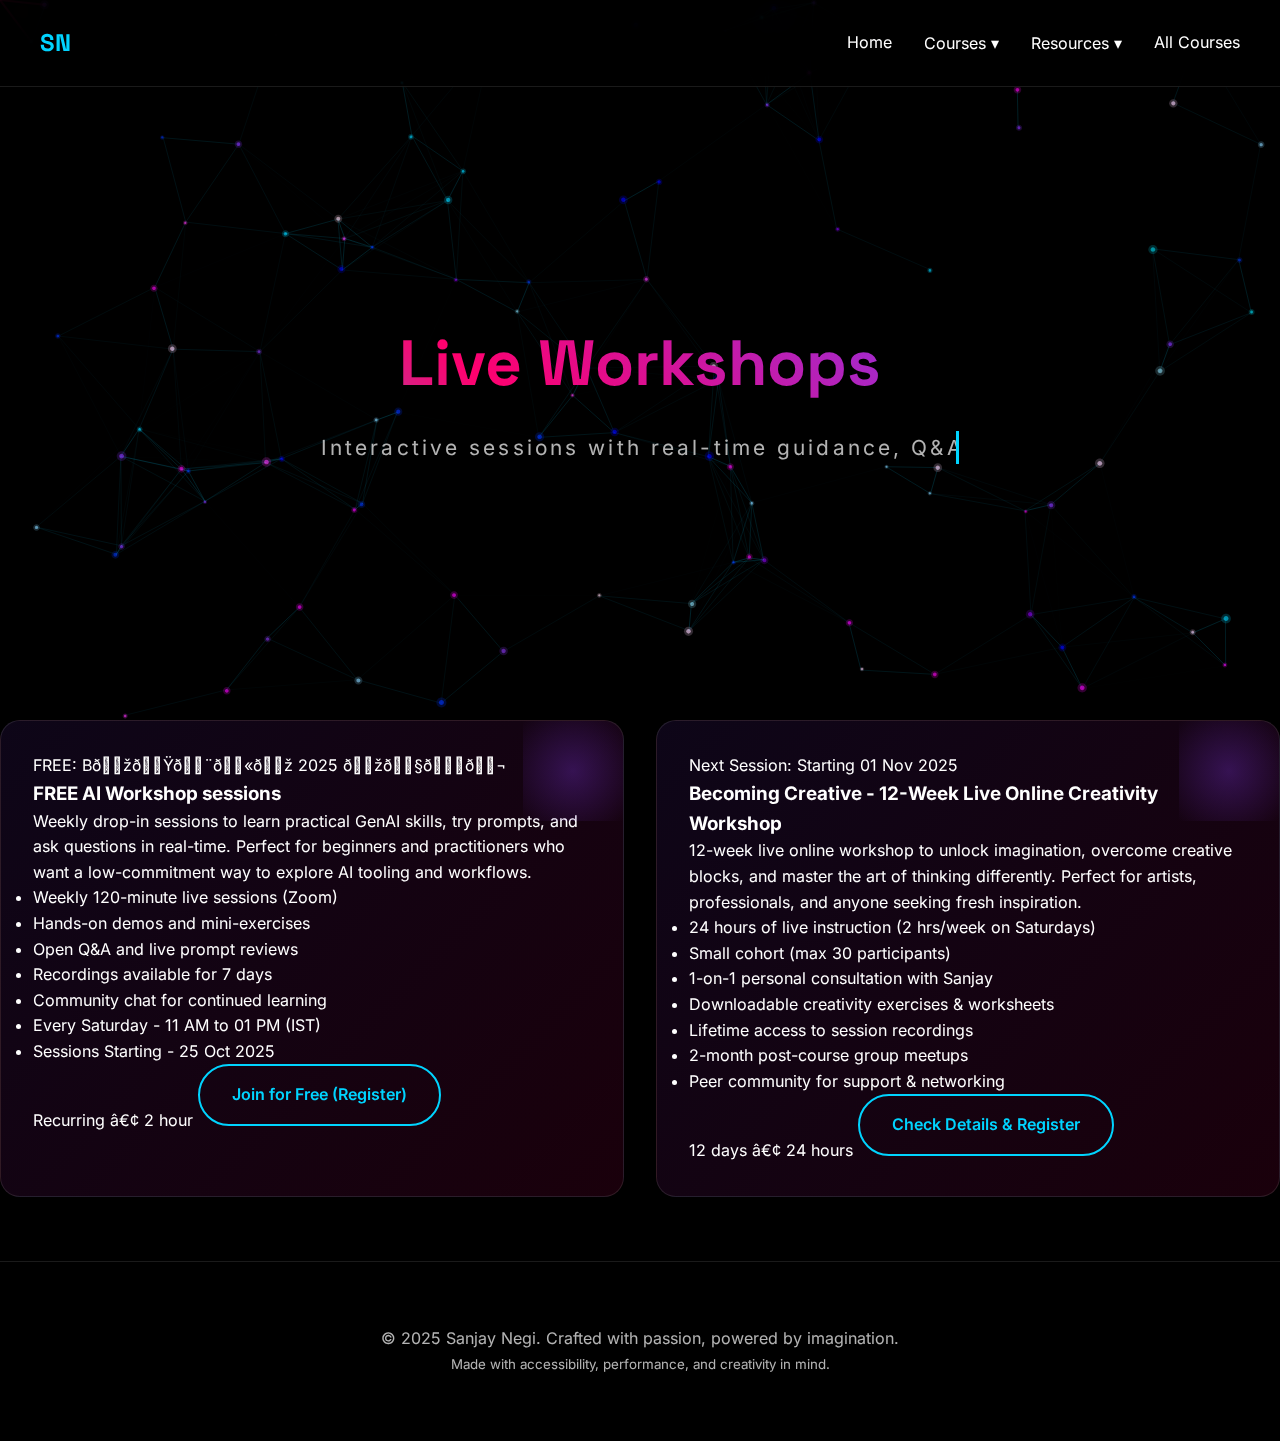 SN
Home Courses ▾ Resources ▾ All Courses
Live Workshops
Interactive sessions with real-time guidance, Q&A
FREE: 2025
FREE AI Workshop sessions
Weekly drop-in sessions to learn practical GenAI skills, try prompts, and
ask questions in real-time. Perfect for beginners and practitioners who
want a low-commitment way to explore AI tooling and workflows.
• Weekly 120-minute live sessions (Zoom)
• Hands-on demos and mini-exercises
• Open Q&A and live prompt reviews
• Recordings available for 7 days
• Community chat for continued learning
• Every Saturday - 11 AM to 01 PM (IST)
• Sessions Starting - 25 Oct 2025
Join for Free (Register)
Recurring â€¢ 2 hour
Next Session: Starting 01 Nov 2025
Becoming Creative - 12-Week Live Online Creativity
Workshop
12-week live online workshop to unlock imagination, overcome creative
blocks, and master the art of thinking differently. Perfect for artists,
professionals, and anyone seeking fresh inspiration.
• 24 hours of live instruction (2 hrs/week on Saturdays)
• Small cohort (max 30 participants)
• 1-on-1 personal consultation with Sanjay
• Downloadable creativity exercises & worksheets
• Lifetime access to session recordings
• 2-month post-course group meetups
• Peer community for support & networking
Check Details & Register
12 days â€¢ 24 hours
© 2025 Sanjay Negi. Crafted with passion, powered by imagination.
Made with accessibility, performance, and creativity in mind.